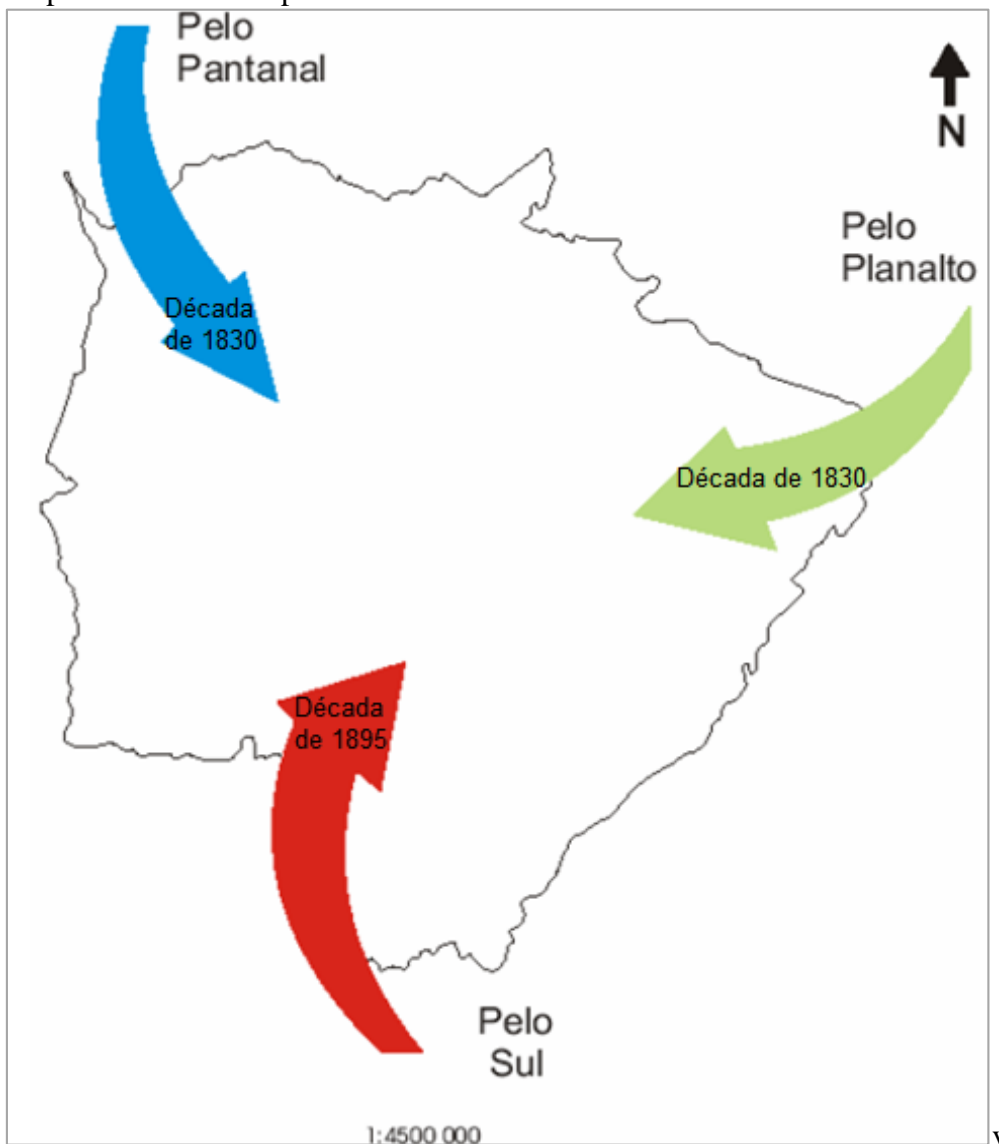 Pelo
Pantanal
N
Pelo
Planalto
Década
de 1830
Década de 1830
Década
de 1895
Pelo
Sul
1:4500 000